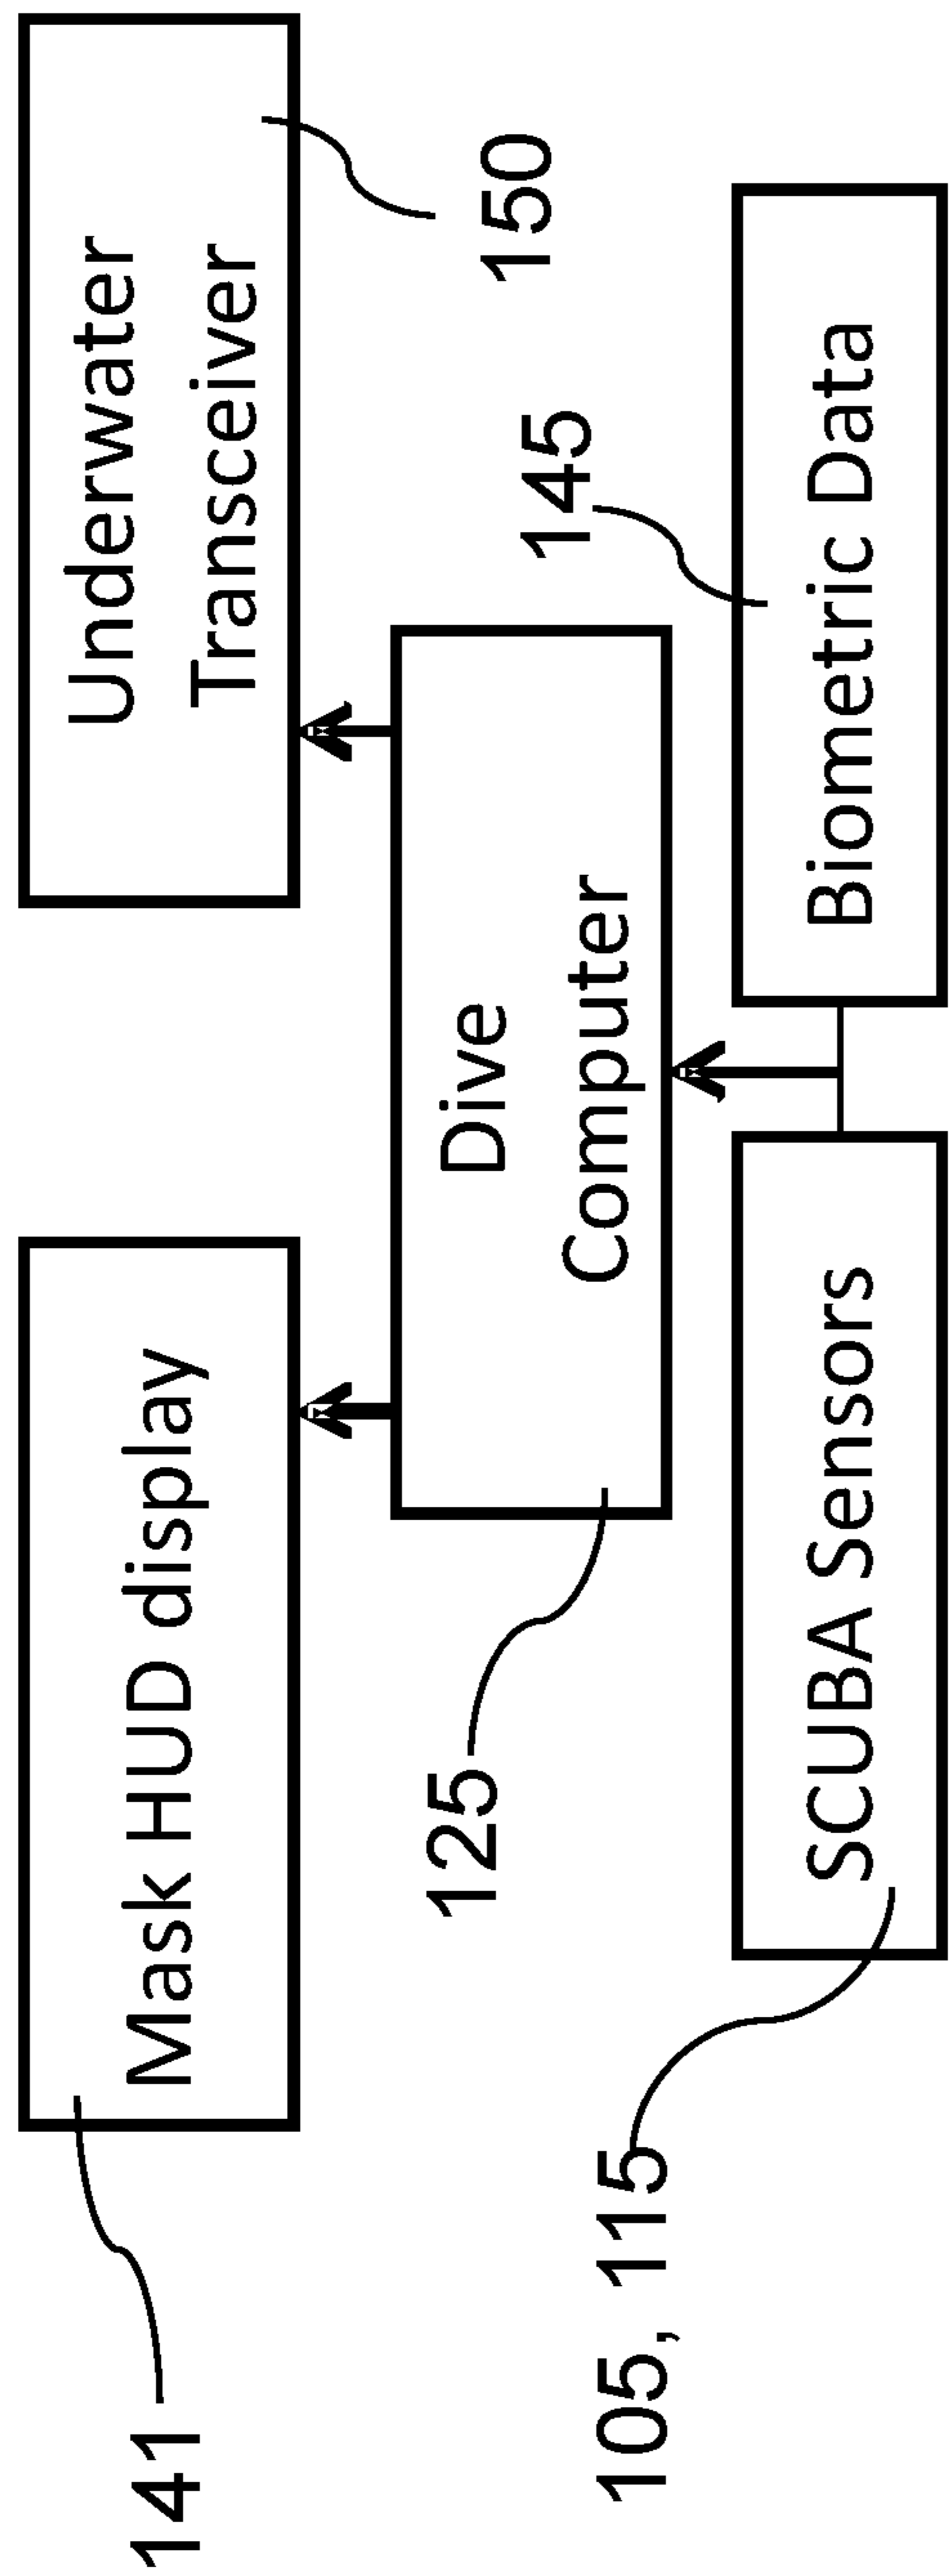 141
Mask HUD display
Underwater
Transceiver
150
125
Dive
Computer
145
105, 115
SCUBA Sensors
Biometric Data